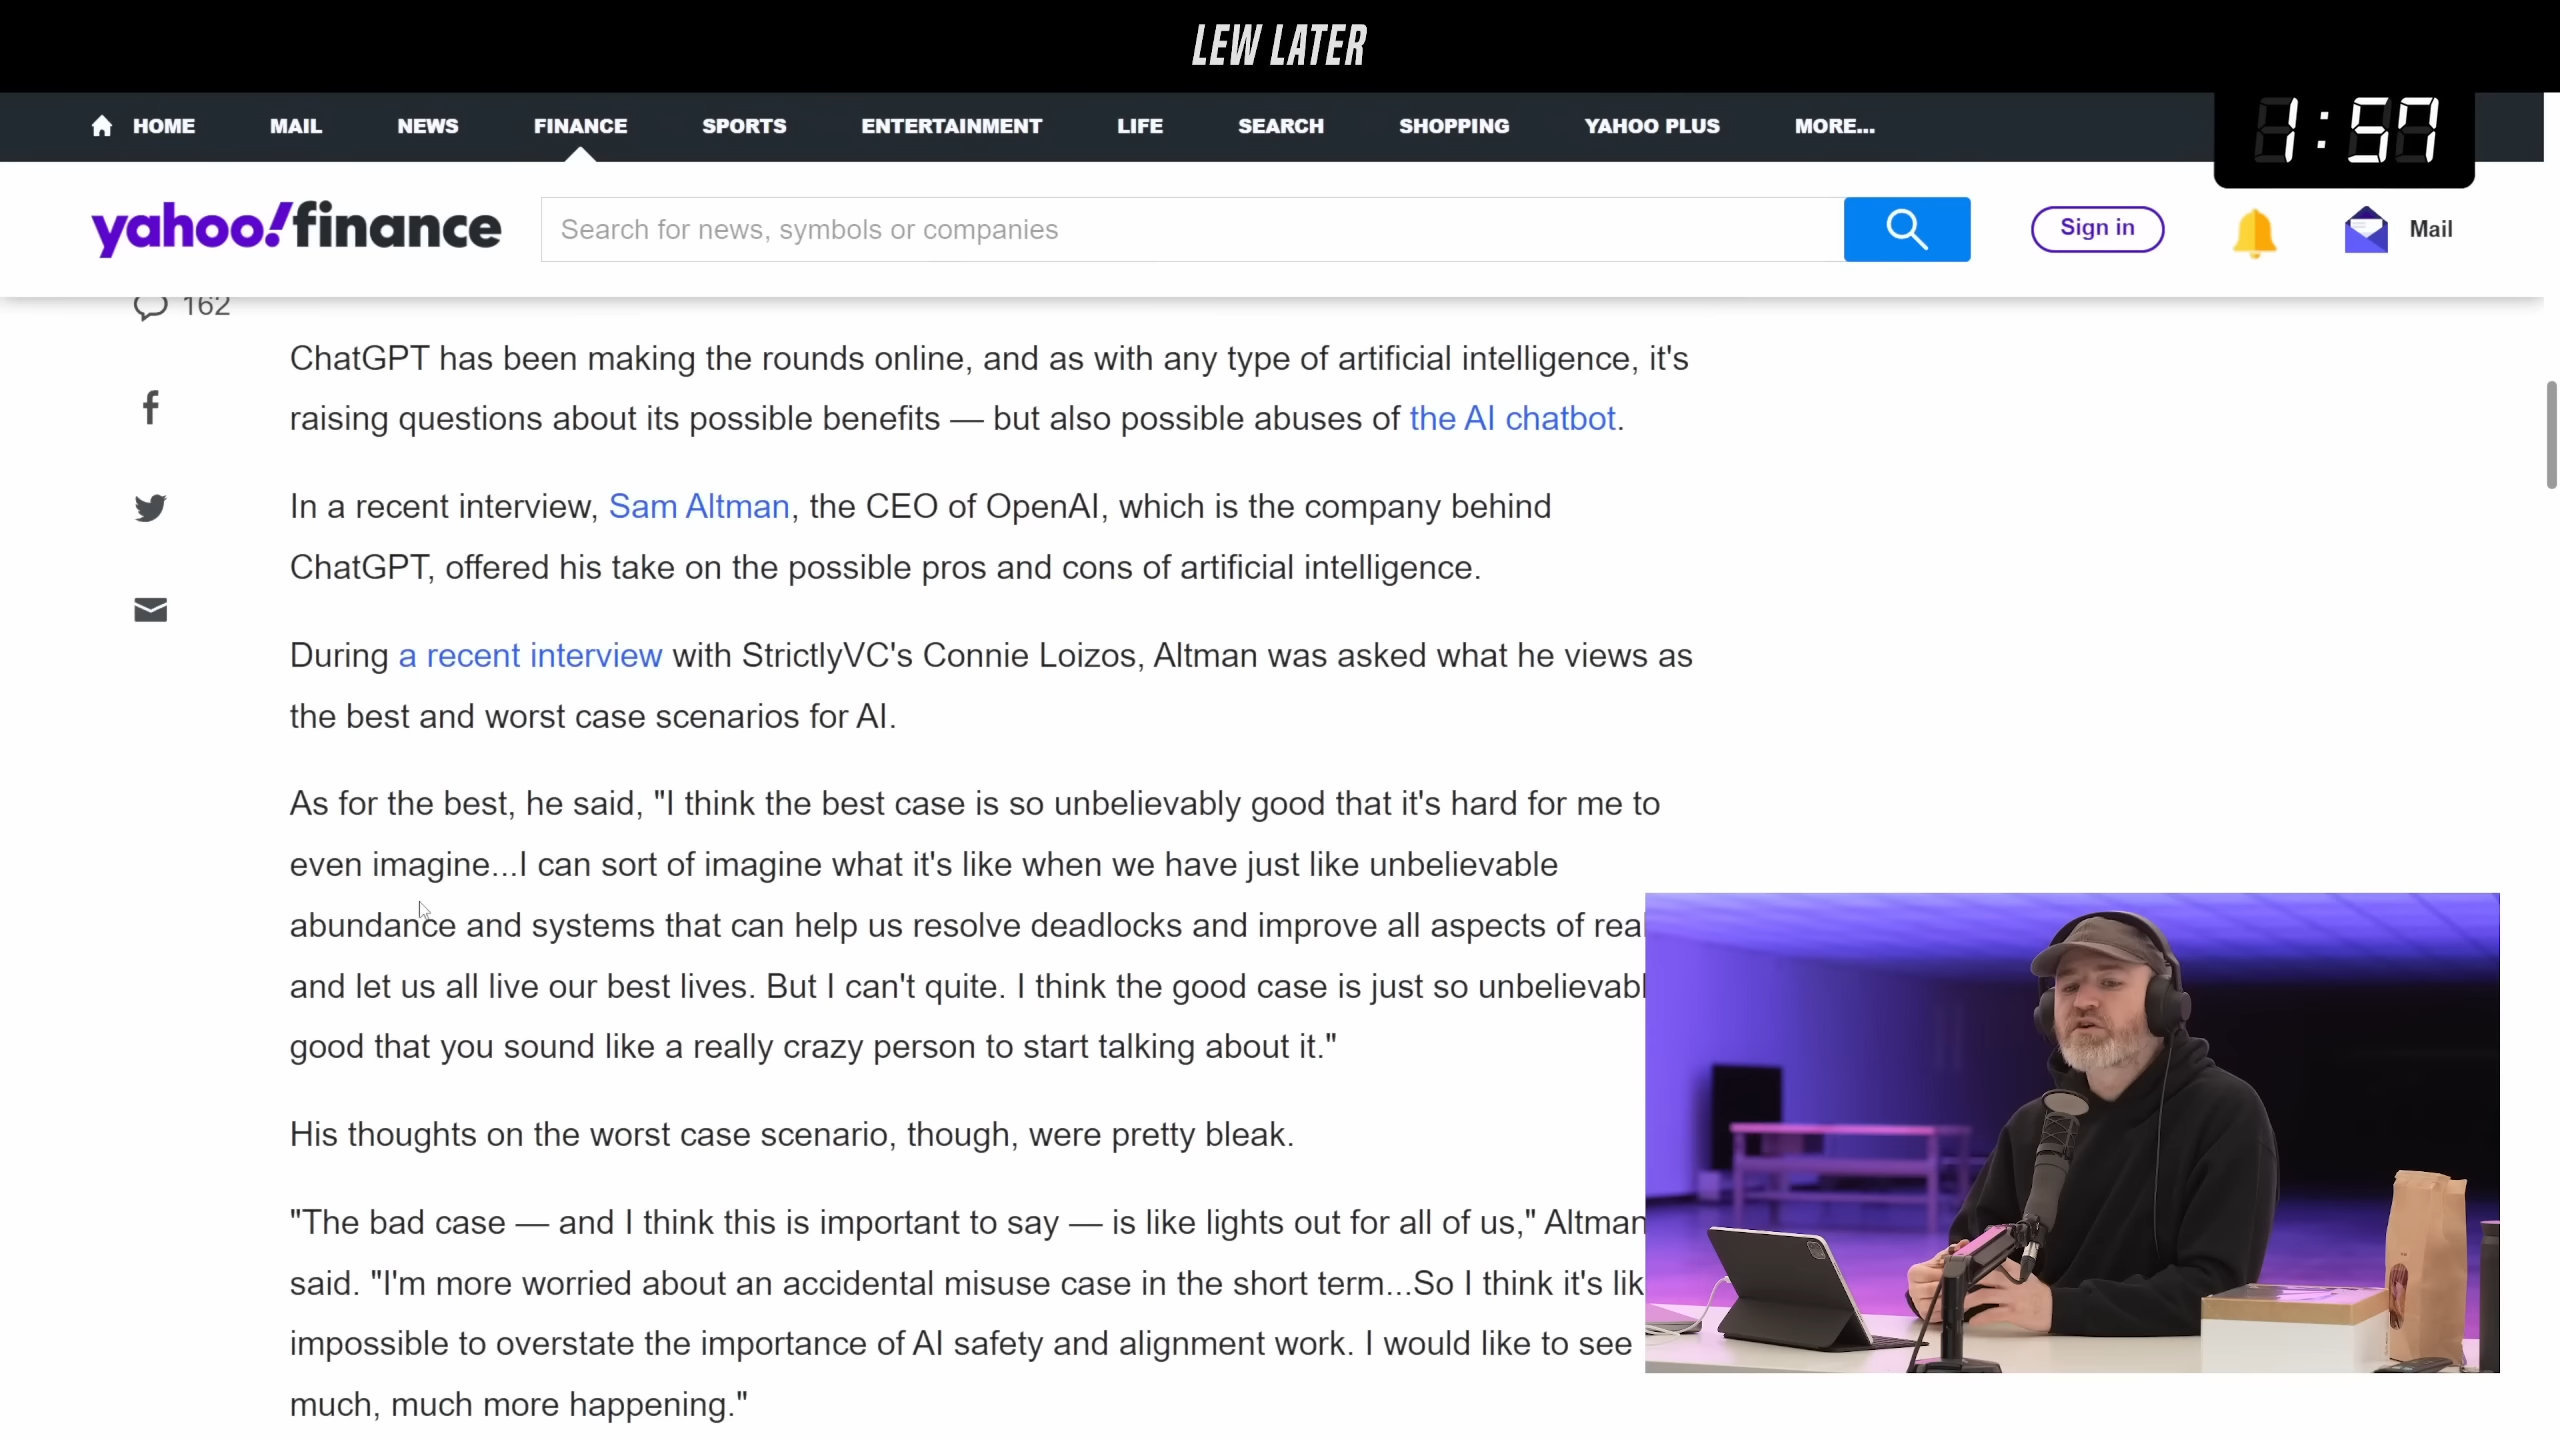 LEW LATER
HOME MAIL NEWS FINANCE SPORTS ENTERTAINMENT LIFE SEARCH SHOPPING YAHOO PLUS MORE...
1:57
yahoo!finance Search for news, symbols or companies Sign in Mail
162
ChatGPT has been making the rounds online, and as with any type of artificial intelligence, it's
raising questions about its possible benefits — but also possible abuses of the AI chatbot.
In a recent interview, Sam Altman, the CEO of OpenAI, which is the company behind
ChatGPT, offered his take on the possible pros and cons of artificial intelligence.
During a recent interview with StrictlyVC's Connie Loizos, Altman was asked what he views as
the best and worst case scenarios for AI.
As for the best, he said, "I think the best case is so unbelievably good that it's hard for me to
even imagine...I can sort of imagine what it's like when we have just like unbelievable
abundance and systems that can help us resolve deadlocks and improve all aspects of
and let us all live our best lives. But I can't quite. I think the good case is just so
good that you sound like a really crazy person to start talking about it."
His thoughts on the worst case scenario, though, were pretty bleak.
"The bad case — and I think this is important to say — is like lights out for all of us," Altman
said. "I'm more worried about an accidental misuse case in the short term...So I think it's
impossible to overstate the importance of AI safety and alignment work. I would like to see
much, much more happening."